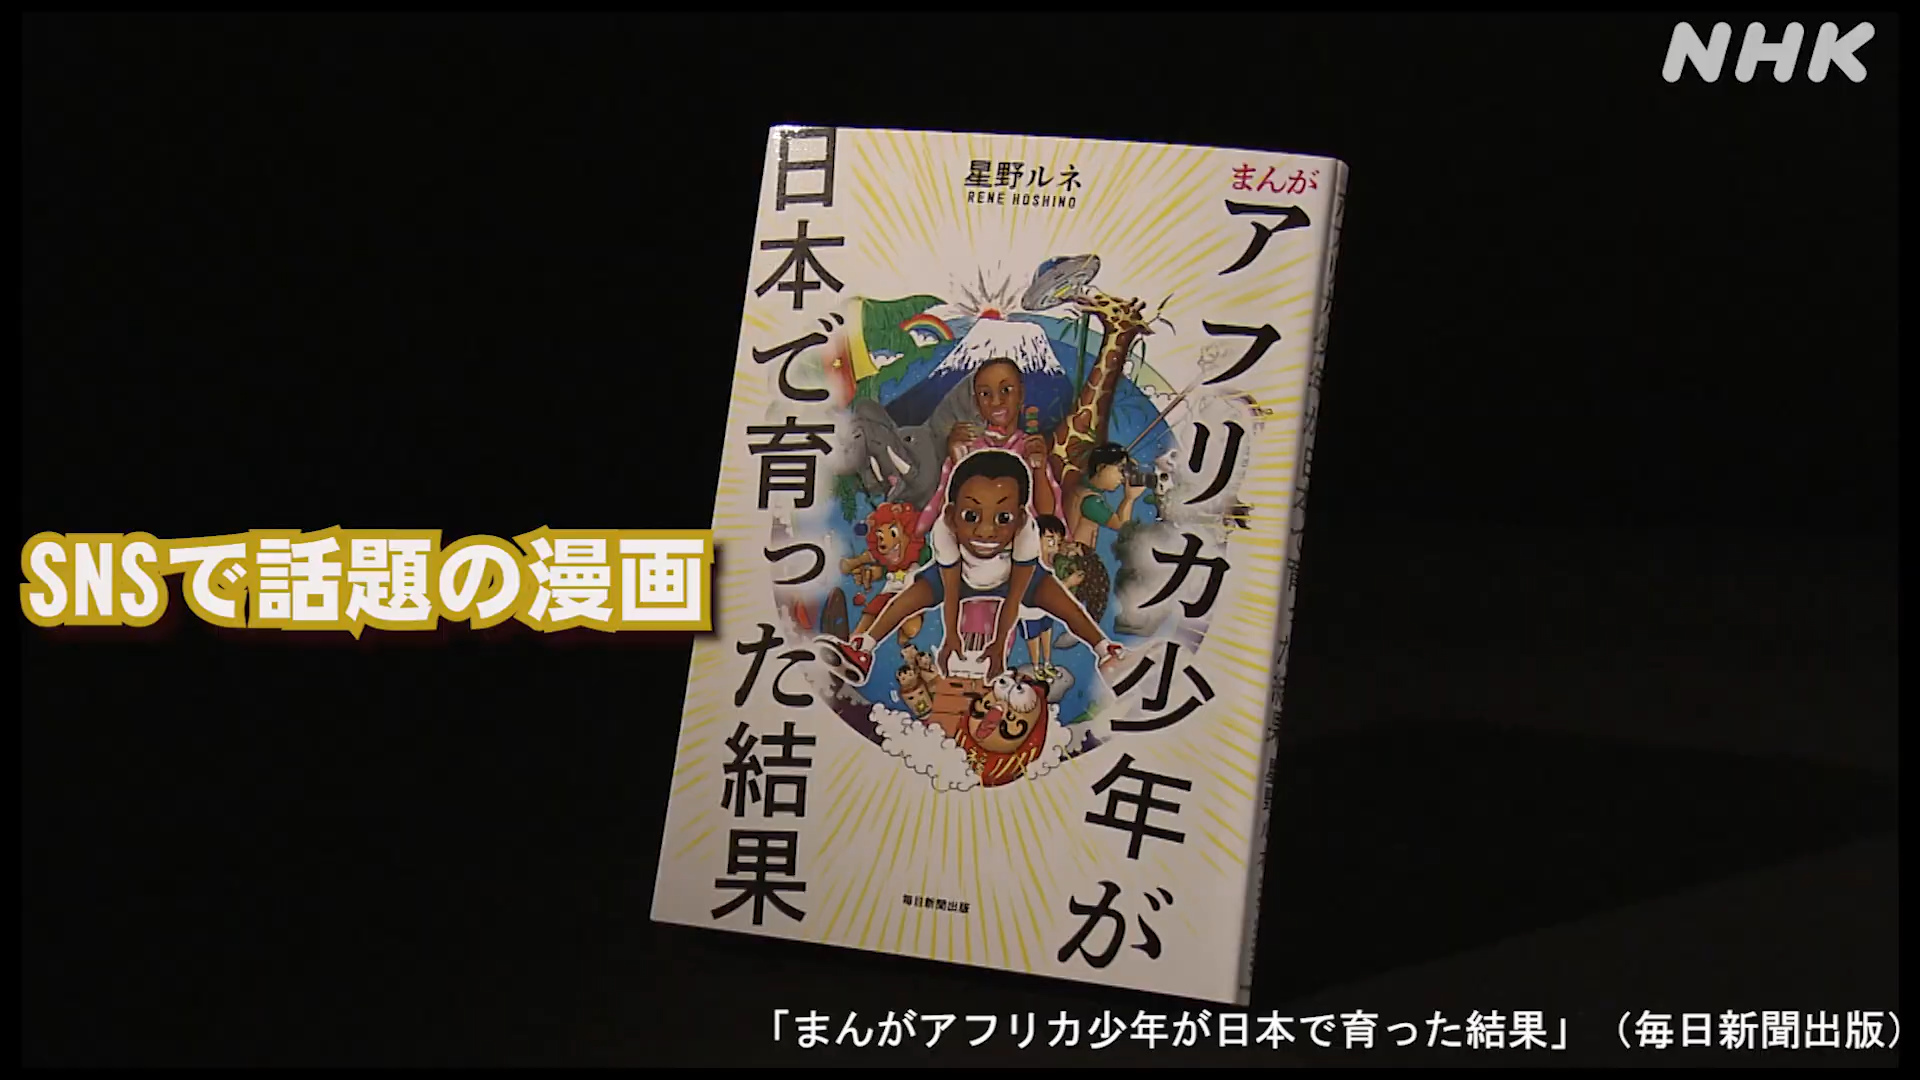 NHK
まんが
アフリカ少年が
日本で育った結果
星野ルネ
RENE HOSHINO
毎日新聞出版
SNSで話題の漫画
「まんがアフリカ少年が日本で育った結果」（毎日新聞出版）